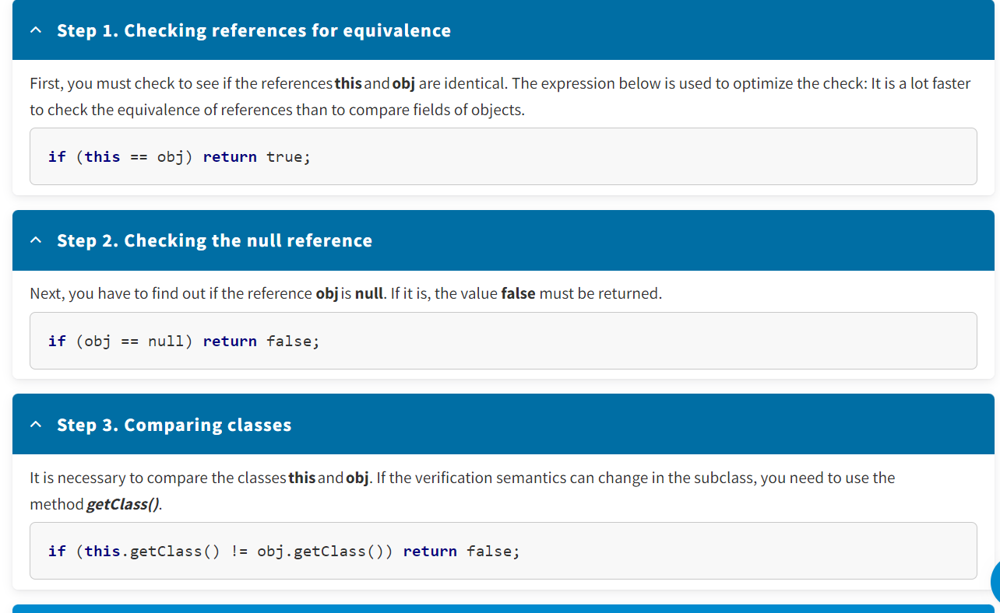 Step 1. Checking references for equivalence
First, you must check to see if the references this and obj are identical. The expression below is used to optimize the check: It is a lot faster
to check the equivalence of references than to compare fields of objects.
if (this == obj) return true;
Step 2. Checking the null reference
Next, you have to find out if the reference obj is null. If it is, the value false must be returned.
if (obj == null) return false;
Step 3. Comparing classes
It is necessary to compare the classes this and obj. If the verification semantics can change in the subclass, you need to use the
method getClass().
if (this.getClass() != obj.getClass()) return false;